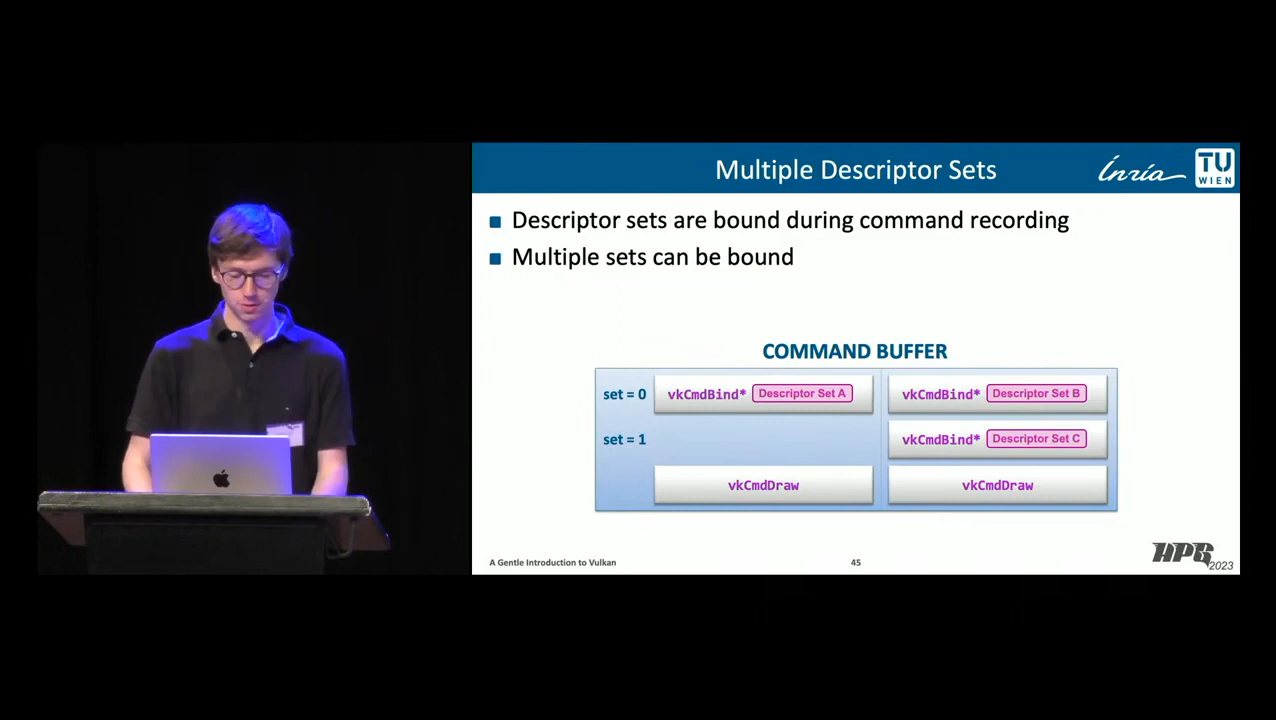 Multiple Descriptor Sets
Inria
TU
WIEN
Descriptor sets are bound during command recording
Multiple sets can be bound
COMMAND BUFFER
set = 0 vkCmdBind* Descriptor Set A vkCmdBind* Descriptor Set B
set = 1 vkCmdBind* Descriptor Set C
vkCmdDraw vkCmdDraw
A Gentle Introduction to Vulkan 45
HPG 2023